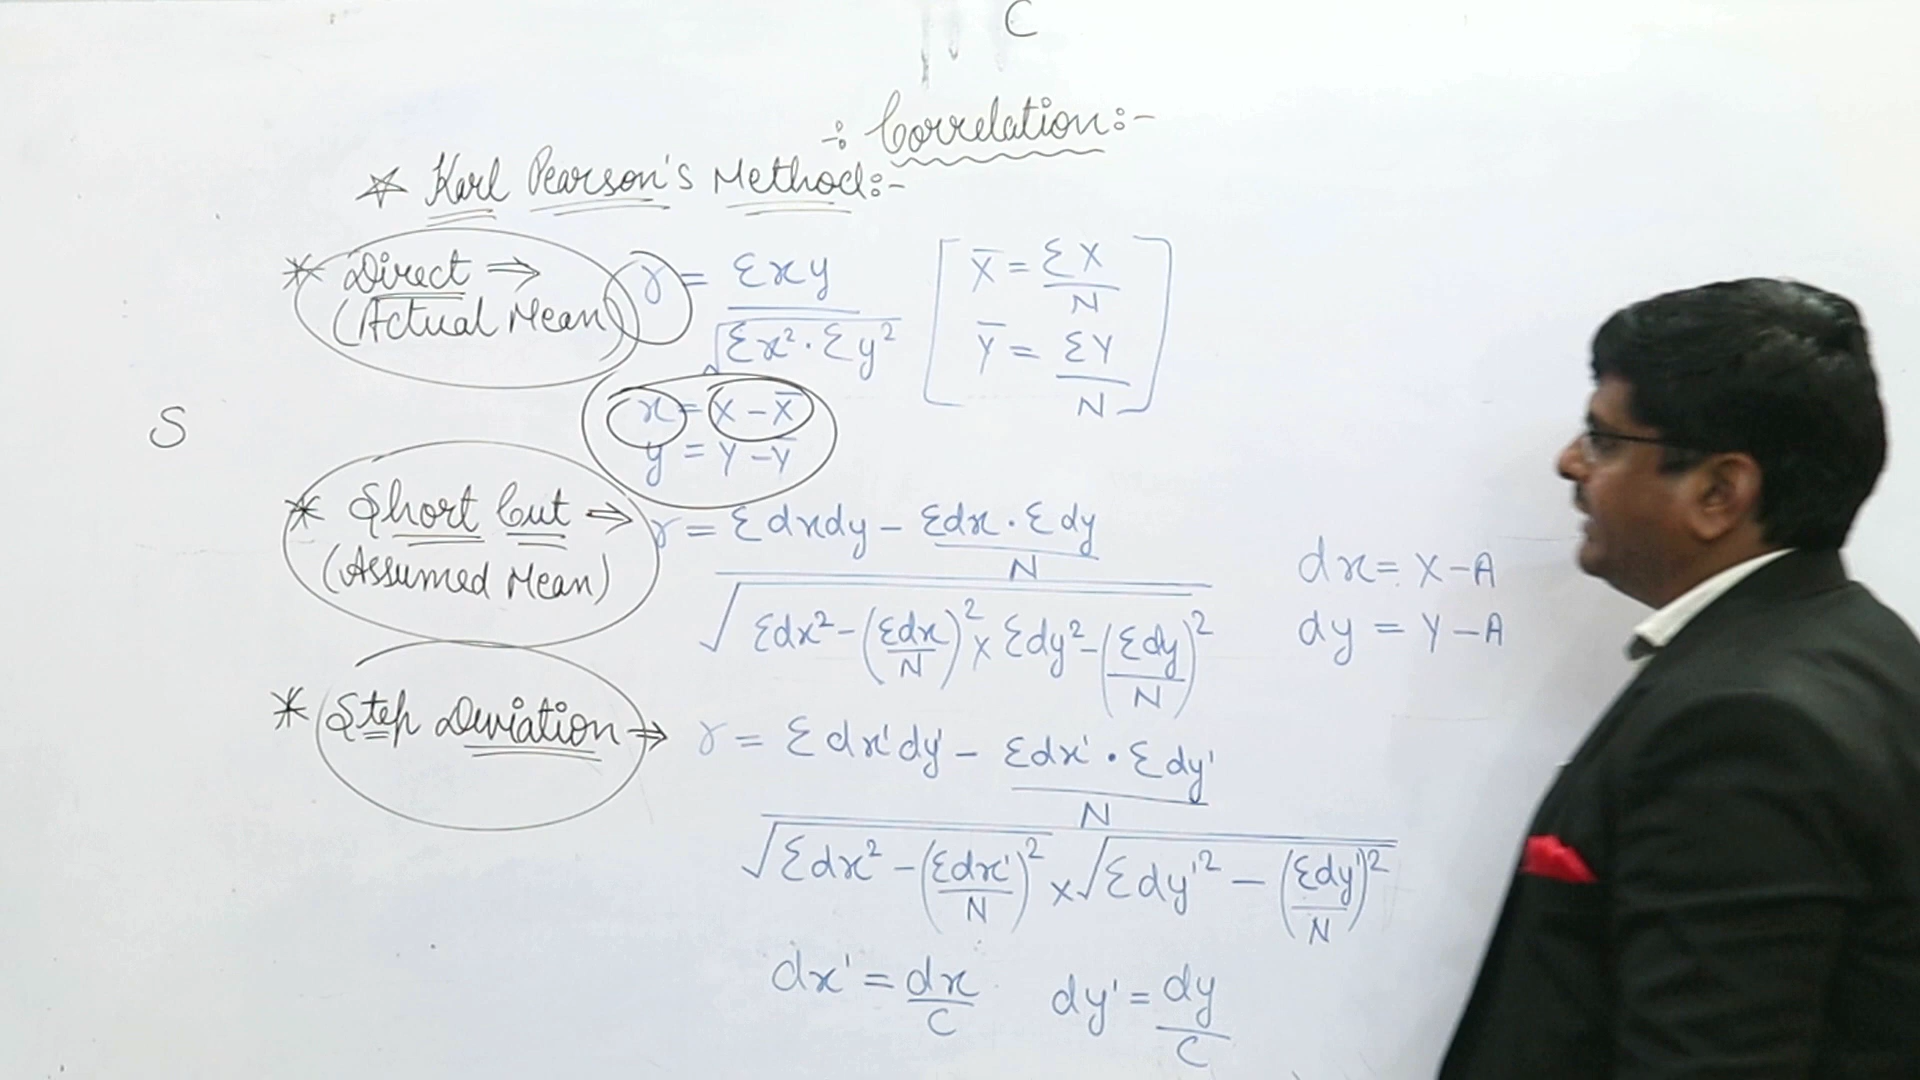 C
-: Correlation:-
☆ Karl Pearson's Method:-
* Direct ⇒ r = Σxy / √Σx²·Σy² [X̄ = ΣX / N
(Actual Mean) Ȳ = ΣY / N]
x = X - X̄
y = Y - Ȳ
S
* Short Cut ⇒ r = Σdxdy - Σdx·Σdy / N
(Assumed Mean) √Σdx² - (Σdx / N)² × Σdy² - (Σdy / N)²
dx = X - A
dy = Y - A
* Step Deviation ⇒ r = Σdx'dy' - Σdx'·Σdy' / N
√Σdx² - (Σdx' / N)² × √Σdy'² - (Σdy' / N)²
dx' = dx / C dy' = dy / C